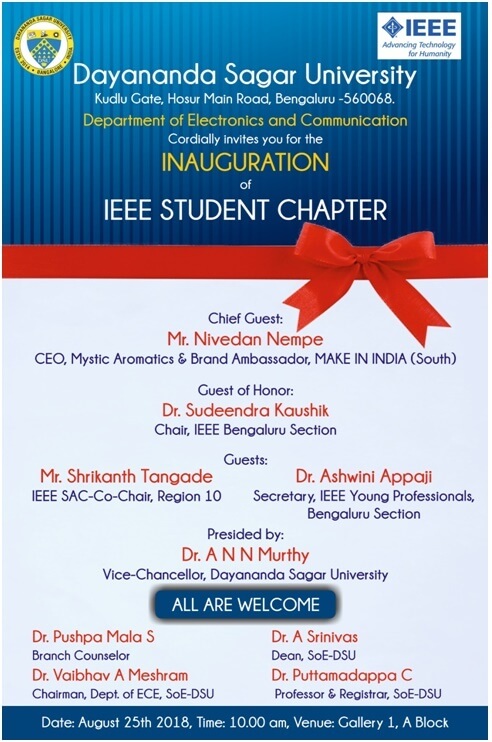 DAYANANDA SAGAR UNIVERSITY
BANGALORE
IEEE
Advancing Technology
for Humanity
Dayananda Sagar University
Kudlu Gate, Hosur Main Road, Bengaluru -560068.
Department of Electronics and Communication
Cordially invites you for the
INAUGURATION
of
IEEE STUDENT CHAPTER
Chief Guest:
Mr. Nivedan Nempe
CEO, Mystic Aromatics & Brand Ambassador, MAKE IN INDIA (South)
Guest of Honor:
Dr. Sudeendra Kaushik
Chair, IEEE Bengaluru Section
Guests:
Mr. Shrikanth Tangade
IEEE SAC-Co-Chair, Region 10
Dr. Ashwini Appaji
Secretary, IEEE Young Professionals,
Bengaluru Section
Presided by:
Dr. A N N Murthy
Vice-Chancellor, Dayananda Sagar University
ALL ARE WELCOME
Dr. Pushpa Mala S
Branch Counselor
Dr. A Srinivas
Dean, SoE-DSU
Dr. Vaibhav A Meshram
Chairman, Dept. of ECE, SoE-DSU
Dr. Puttamadappa C
Professor & Registrar, SoE-DSU
Date: August 25th 2018, Time: 10.00 am, Venue: Gallery 1, A Block